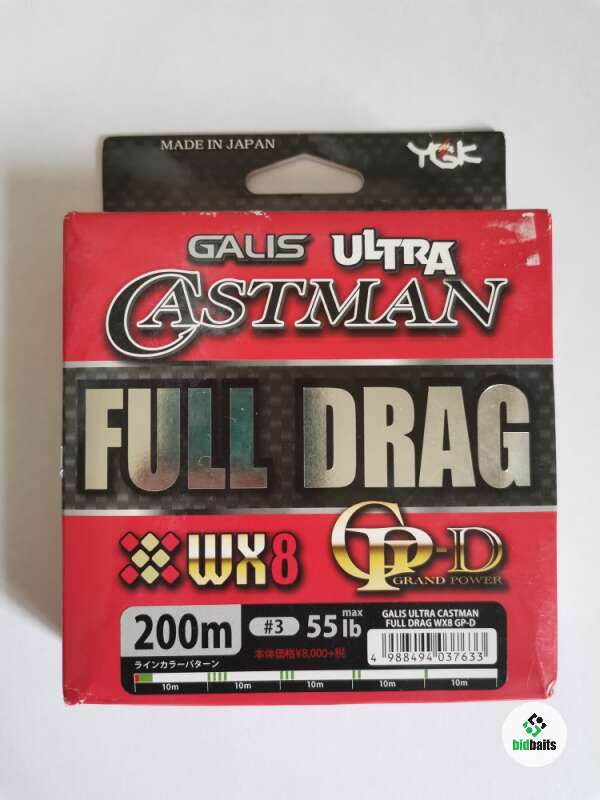 MADE IN JAPAN
YGK
GALIS ULTRA
CASTMAN
FULL DRAG
WX8
GP-D
GRAND POWER
200m
#3
max
55lb
本体価格¥8,000+税
GALIS ULTRA CASTMAN
FULL DRAG WX8 GP-D
4 988494 037633
ラインカラーパターン
10m 10m 10m 10m 10m
bidbaits